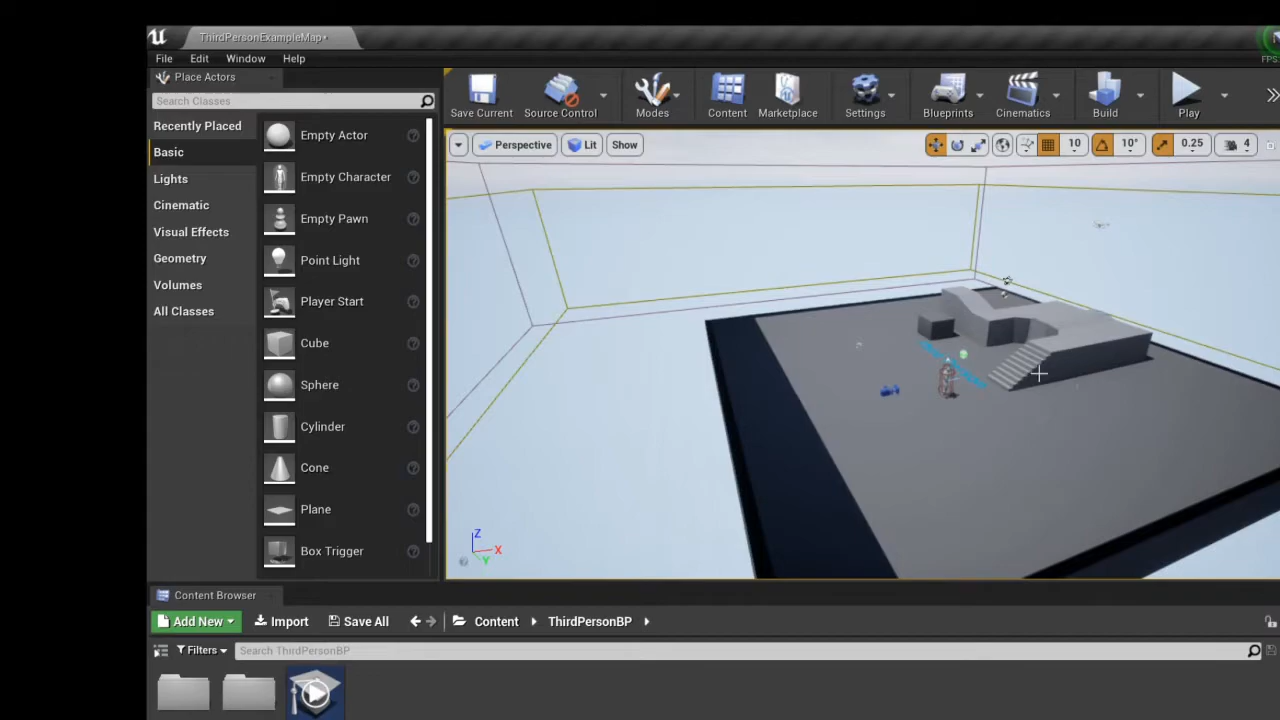 ThirdPersonExampleMap*
File Edit Window Help
FPS:
Place Actors
Search Classes
Recently Placed
Basic
Lights
Cinematic
Visual Effects
Geometry
Volumes
All Classes
Empty Actor
Empty Character
Empty Pawn
Point Light
Player Start
Cube
Sphere
Cylinder
Cone
Plane
Box Trigger
Save Current Source Control Modes Content Marketplace Settings Blueprints Cinematics Build Play
Perspective Lit Show 10 10° 0.25 4
Z
X
Y
Content Browser
Add New Import Save All Content ThirdPersonBP
Filters Search ThirdPersonBP